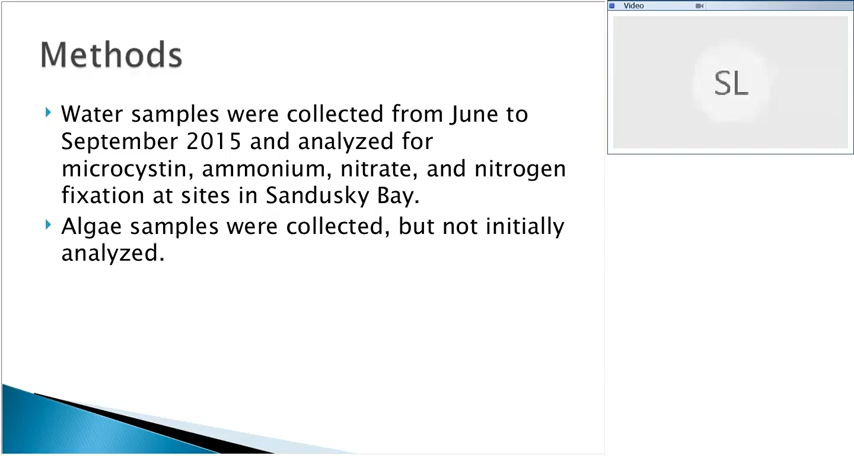 Methods
Water samples were collected from June to
September 2015 and analyzed for
microcystin, ammonium, nitrate, and nitrogen
fixation at sites in Sandusky Bay.
Algae samples were collected, but not initially
analyzed.
Video
SL